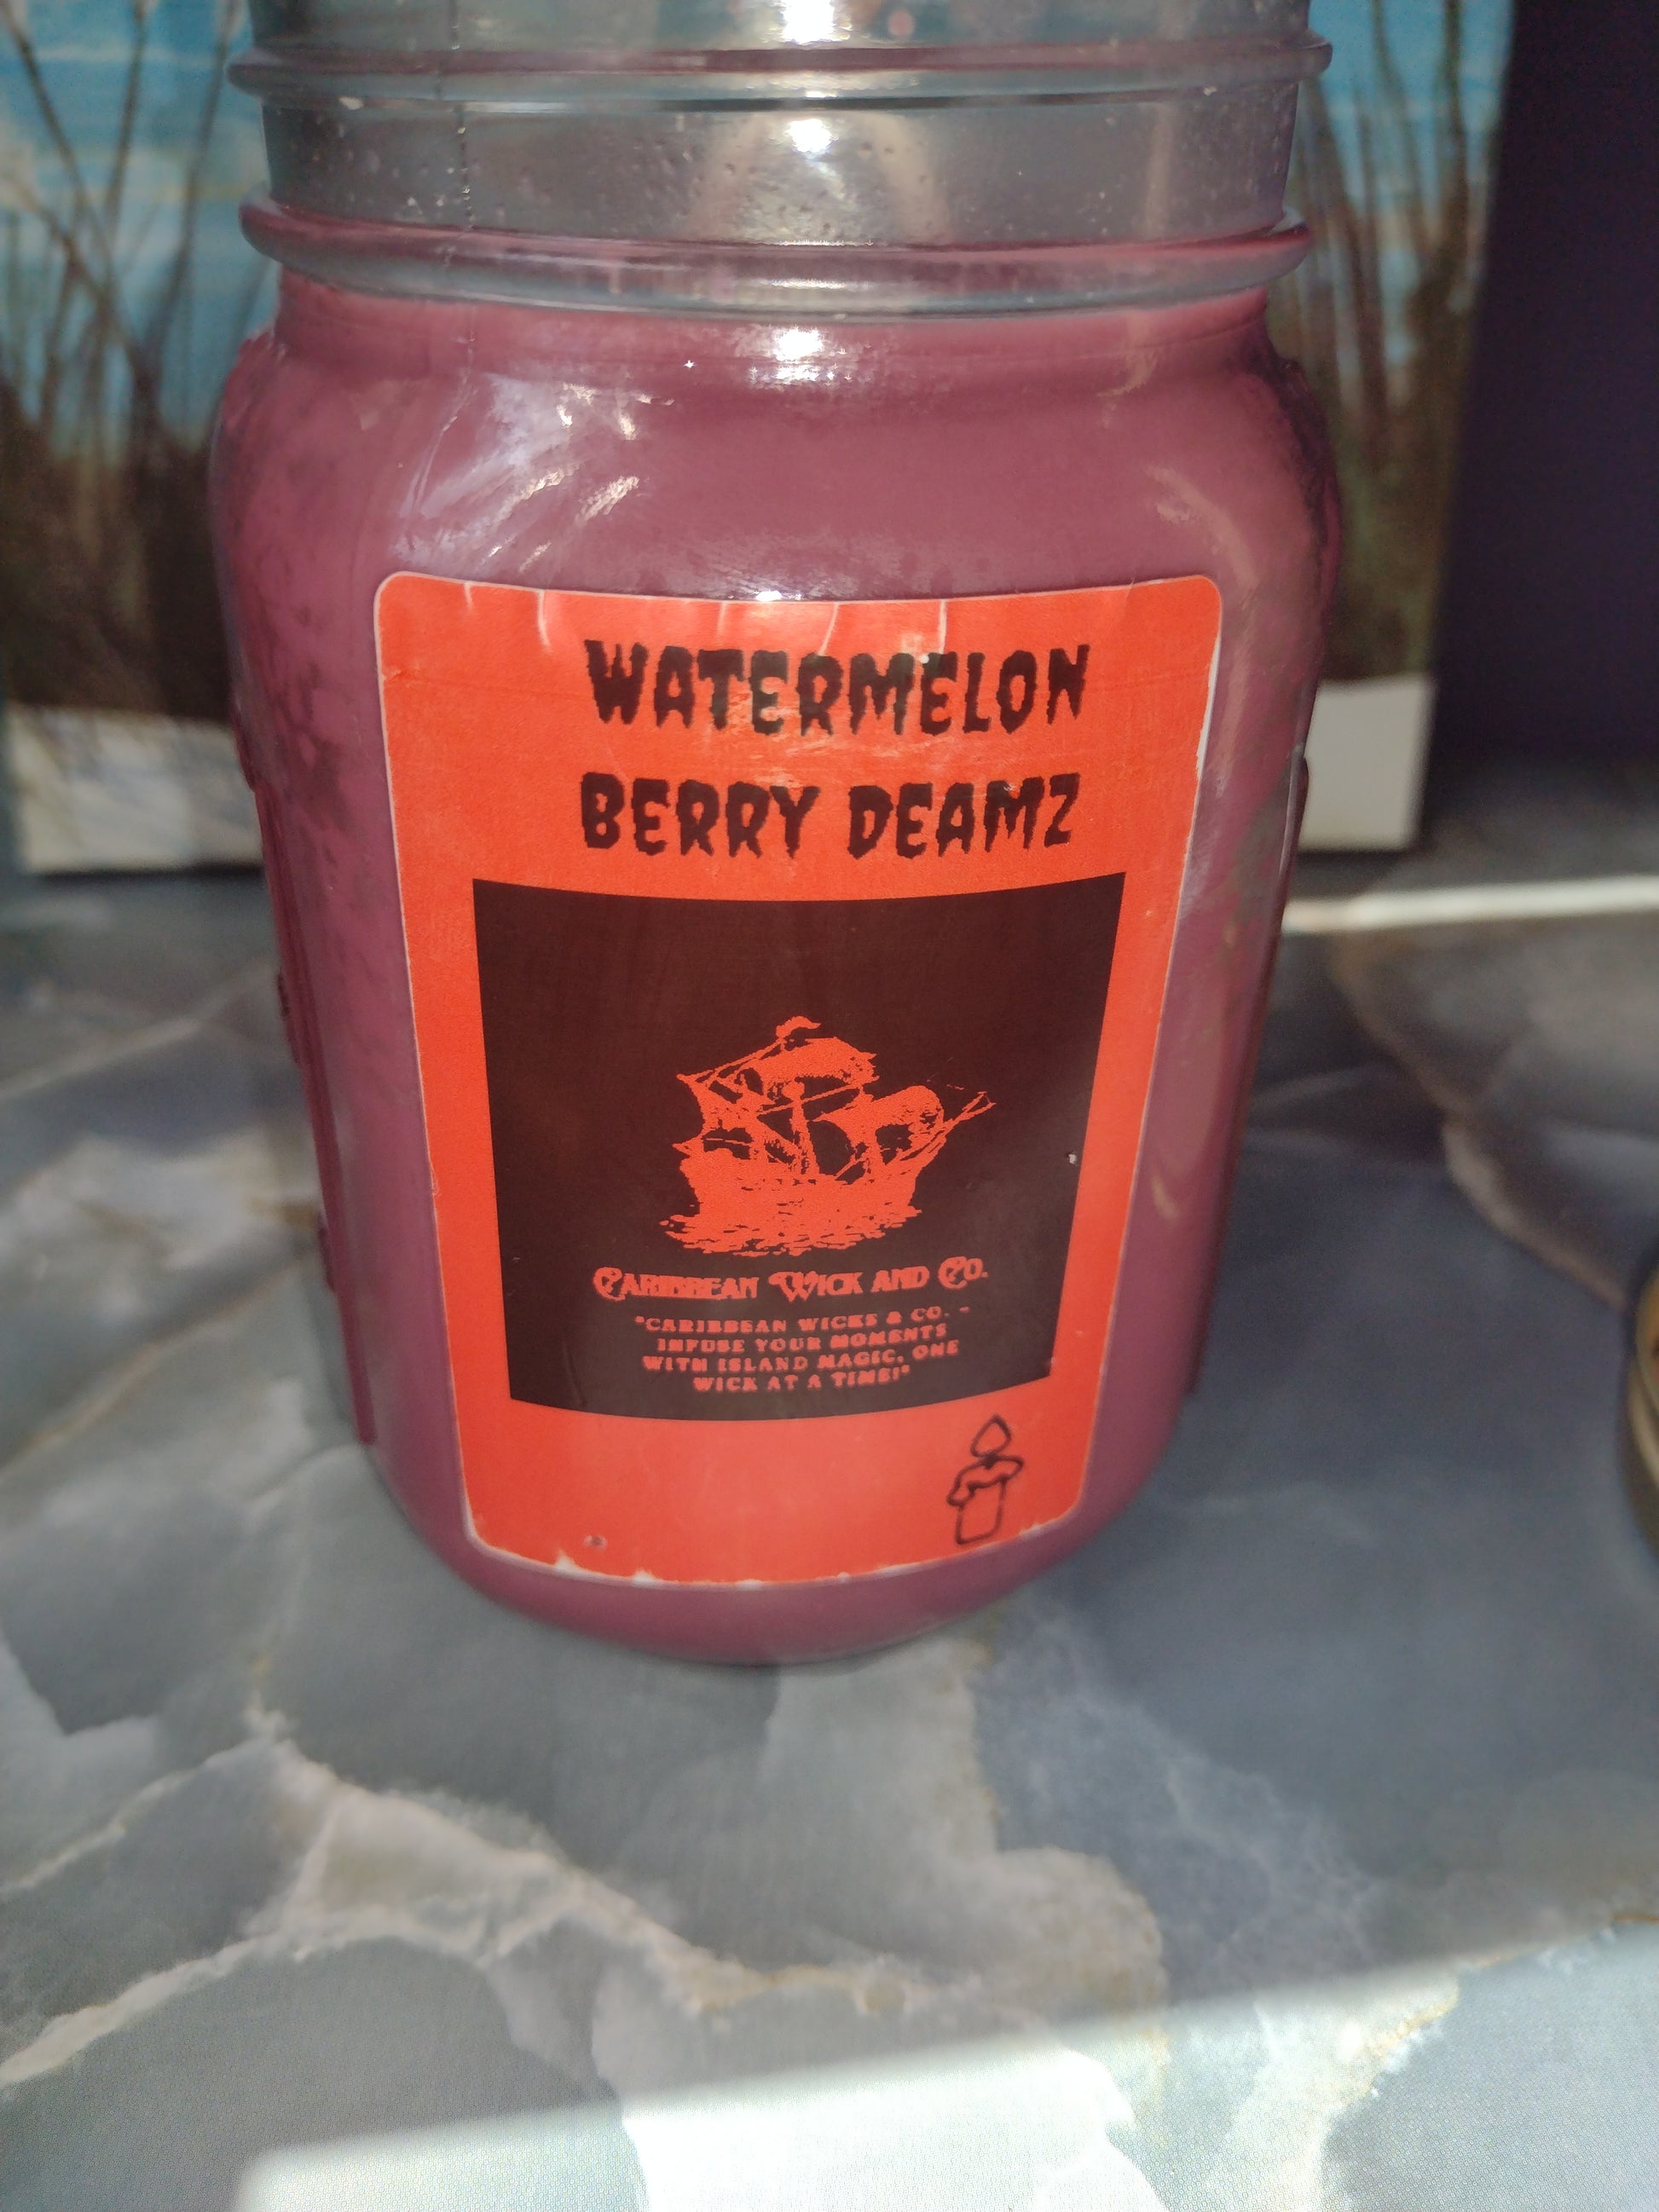 WATERMELON
BERRY DEAMZ
CARIBBEAN WICK AND CO.
"CARIBBEAN WICKS & CO. -
INFUSE YOUR MOMENTS
WITH ISLAND MAGIC, ONE
WICK AT A TIME!"